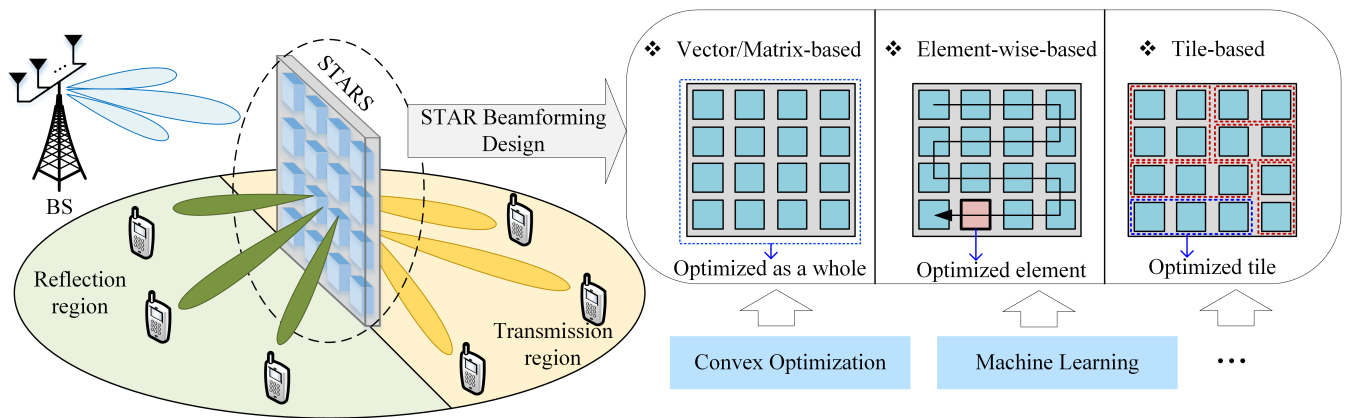 BS
STARS
Reflection
region
Transmission
region
STAR Beamforming
Design
❖ Vector/Matrix-based
Optimized as a whole
❖ Element-wise-based
Optimized element
❖ Tile-based
Optimized tile
Convex Optimization
Machine Learning
...